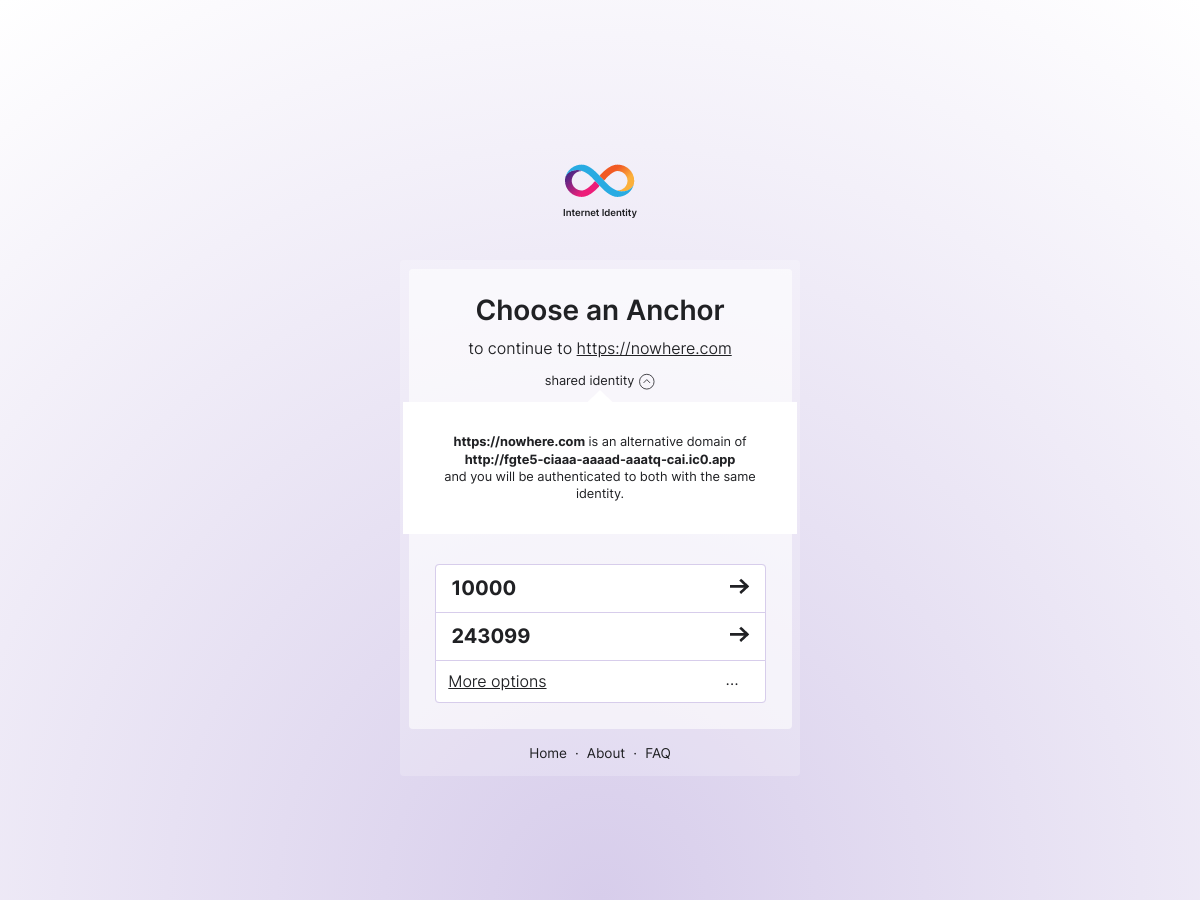 Internet Identity
Choose an Anchor
to continue to https://nowhere.com
shared identity
https://nowhere.com is an alternative domain of
http://fgte5-ciaaa-aaaad-aaatq-cai.ic0.app
and you will be authenticated to both with the same
identity.
10000
243099
More options …
Home · About · FAQ